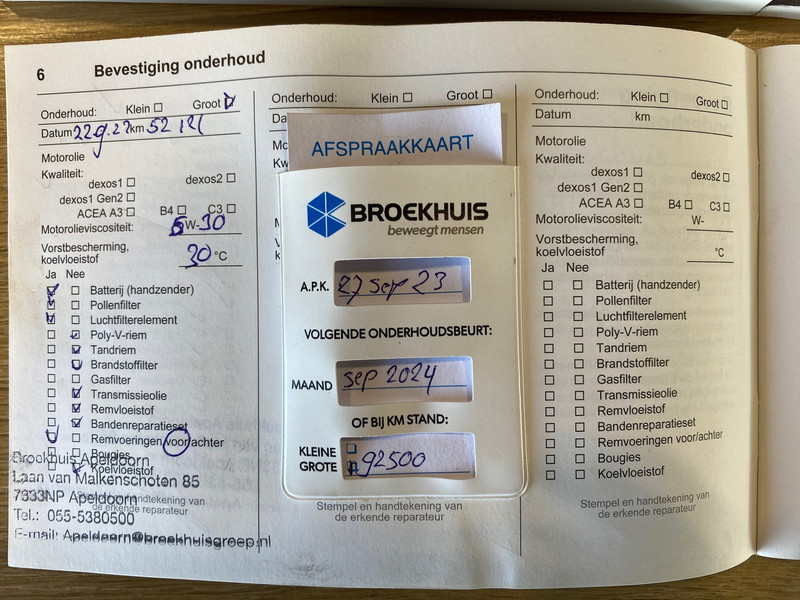 6
Bevestiging onderhoud
Onderhoud: Klein Groot
Datum 22.9.22 km 52 121
Motorolie
Kwaliteit:
dexos1 dexos2
dexos1 Gen2
ACEA A3 B4 C3
Motorolieviscositeit: 5W-30
Vorstbescherming,
koelvloeistof 30 °C
Ja Nee
Batterij (handzender)
Pollenfilter
Luchtfilterelement
Poly-V-riem
Tandriem
Brandstoffilter
Gasfilter
Transmissieolie
Remvloeistof
Bandenreparatieset
Remvoeringen voor/achter
Bougies
Koelvloeistof
Stempel en handtekening van
de erkende reparateur
Broekhuis Apeldoorn
Laan van Malkenschoten 85
7333NP Apeldoorn
Tel.: 055-5380500
E-mail: Apeldoorn@broekhuisgroep.nl
Onderhoud: Klein Groot
AFSPRAAKKAART
BROEKHUIS
beweegt mensen
A.P.K. 27 sep 23
VOLGENDE ONDERHOUDSBEURT:
MAAND sep 2024
OF BIJ KM STAND:
KLEINE
GROTE 92500
Stempel en handtekening van
de erkende reparateur
Onderhoud: Klein Groot
Datum km
Motorolie
Kwaliteit:
dexos1 dexos2
dexos1 Gen2
ACEA A3 B4 C3
Motorolieviscositeit: W-
Vorstbescherming,
koelvloeistof °C
Ja Nee
Batterij (handzender)
Pollenfilter
Luchtfilterelement
Poly-V-riem
Tandriem
Brandstoffilter
Gasfilter
Transmissieolie
Remvloeistof
Bandenreparatieset
Remvoeringen voor/achter
Bougies
Koelvloeistof
Stempel en handtekening van
de erkende reparateur